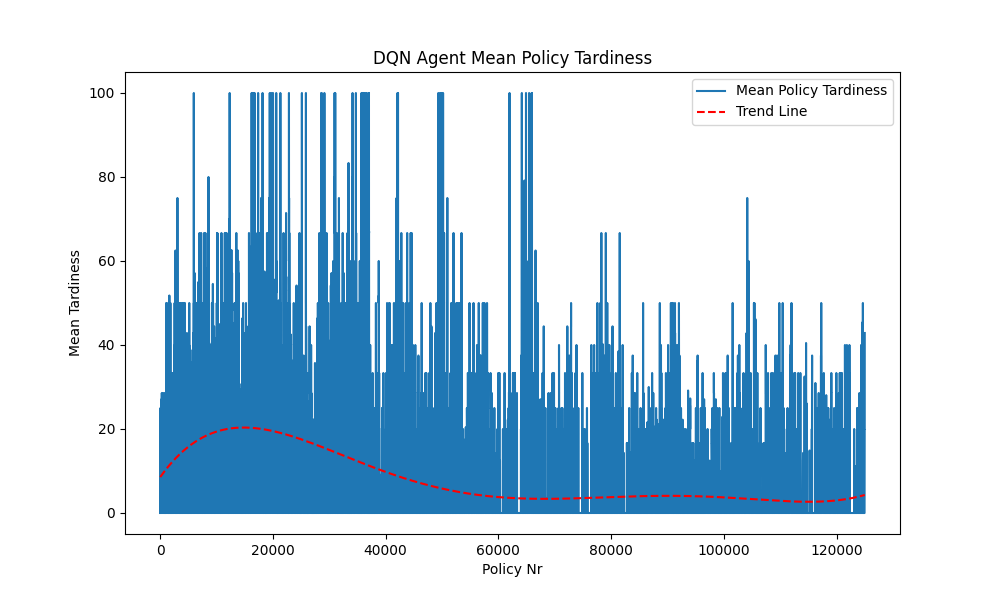 DQN Agent Mean Policy Tardiness
Mean Policy Tardiness
Trend Line
Mean Tardiness
100
80
60
40
20
0
0 20000 40000 60000 80000 100000 120000
Policy Nr